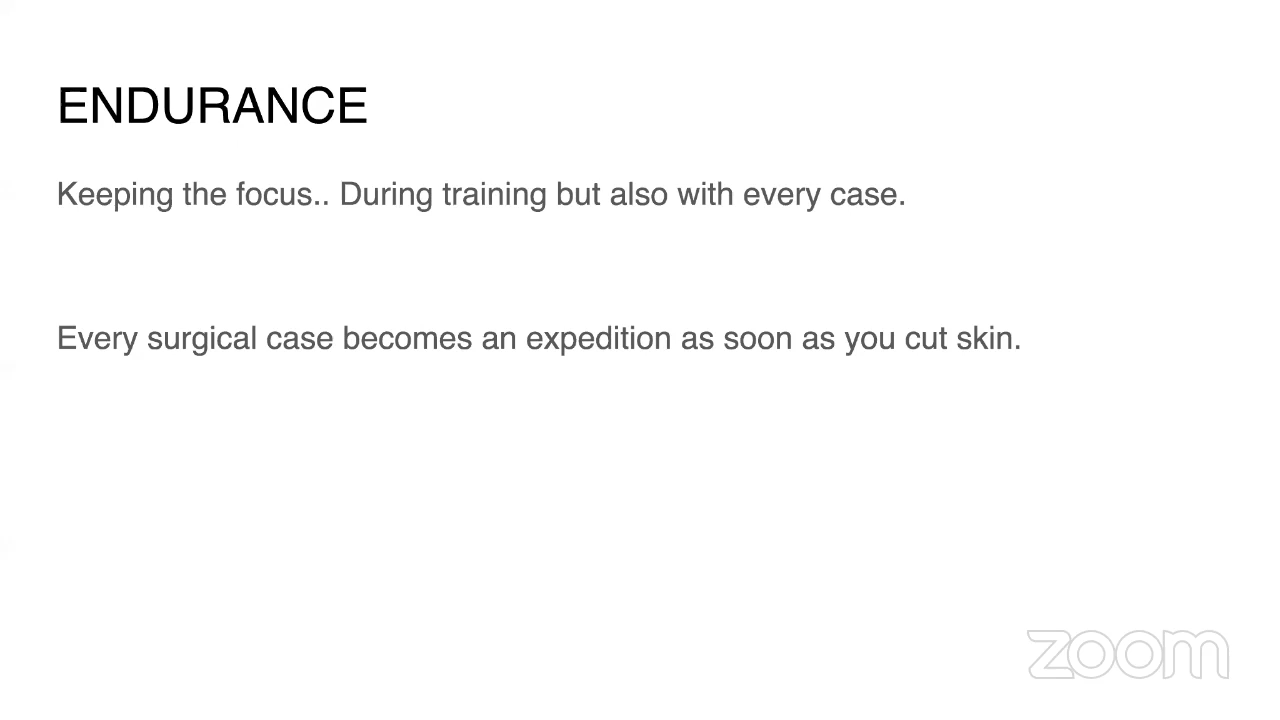 ENDURANCE
Keeping the focus.. During training but also with every case.
Every surgical case becomes an expedition as soon as you cut skin.
zoom